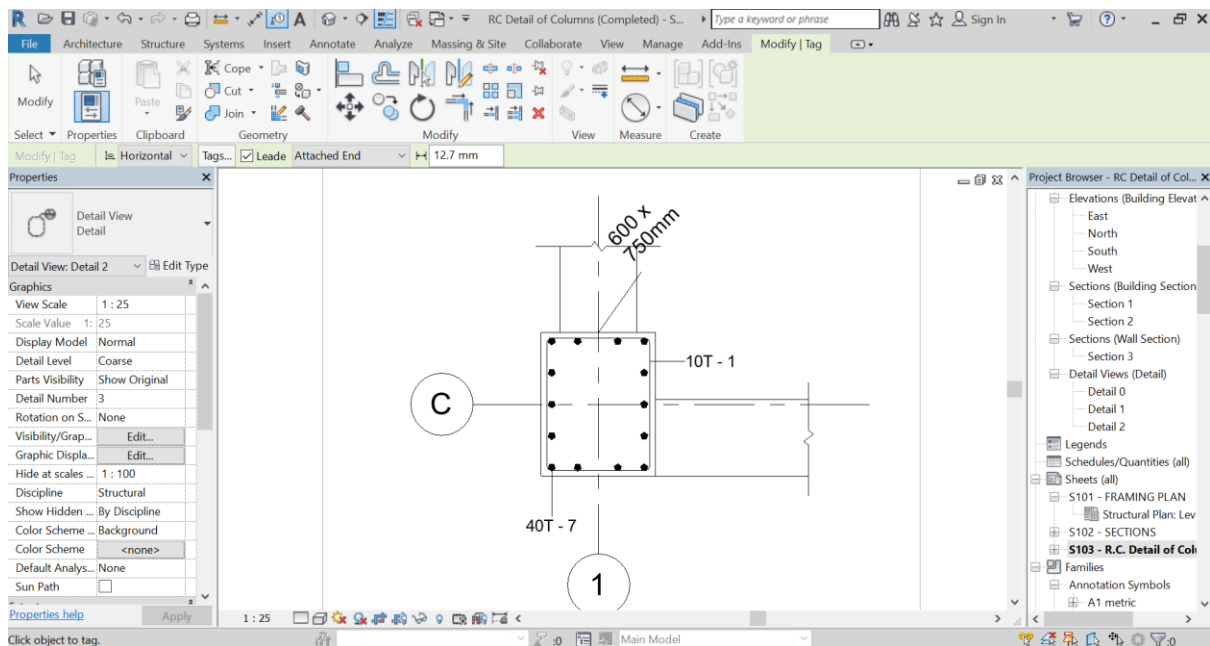 RC Detail of Columns (Completed) - S...
Type a keyword or phrase
Sign In
File Architecture Structure Systems Insert Annotate Analyze Massing & Site Collaborate View Manage Add-Ins Modify | Tag
Modify
Paste
Cope
Cut
Join
Select Properties Clipboard Geometry Modify View Measure Create
Modify | Tag Horizontal Tags... Leade Attached End 12.7 mm
Properties
Detail View
Detail
Detail View: Detail 2 Edit Type
Graphics
View Scale 1 : 25
Scale Value 1: 25
Display Model Normal
Detail Level Coarse
Parts Visibility Show Original
Detail Number 3
Rotation on S... None
Visibility/Grap... Edit...
Graphic Displa... Edit...
Hide at scales ... 1 : 100
Discipline Structural
Show Hidden ... By Discipline
Color Scheme ... Background
Color Scheme <none>
Default Analys... None
Sun Path
Properties help Apply
600 x
750mm
10T - 1
C
40T - 7
1
1 : 25
Project Browser - RC Detail of Col...
Elevations (Building Elevat
East
North
South
West
Sections (Building Section
Section 1
Section 2
Sections (Wall Section)
Section 3
Detail Views (Detail)
Detail 0
Detail 1
Detail 2
Legends
Schedules/Quantities (all)
Sheets (all)
S101 - FRAMING PLAN
Structural Plan: Lev
S102 - SECTIONS
S103 - R.C. Detail of Col
Families
Annotation Symbols
A1 metric
Click object to tag. :0 Main Model :0